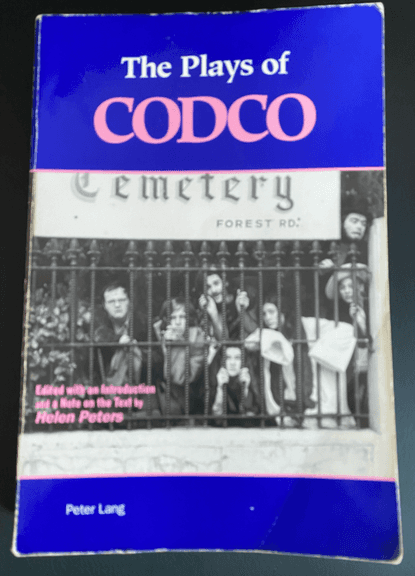 The Plays of
CODCO
Cemetery
FOREST RD.
Edited with an Introduction
and a Note on the Text by
Helen Peters
Peter Lang